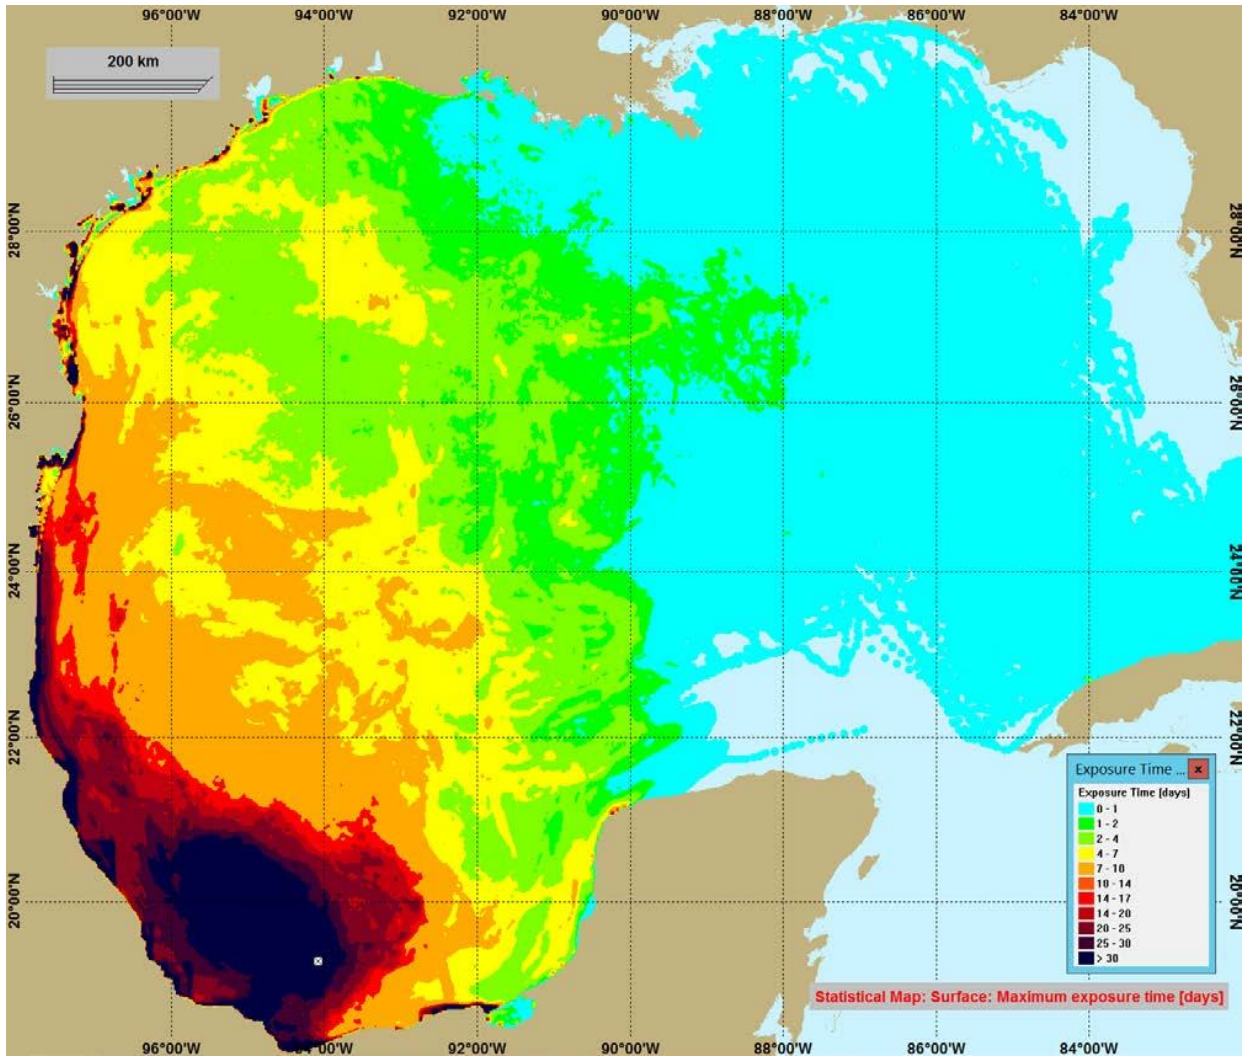 96°00'W 94°00'W 92°00'W 90°00'W 88°00'W 86°00'W 84°00'W
200 km
28°00'N 28°00'N
26°00'N 26°00'N
24°00'N 24°00'N
22°00'N 22°00'N
20°00'N 20°00'N
Exposure Time ... x
Exposure Time [days]
0 - 1
1 - 2
2 - 4
4 - 7
7 - 10
10 - 14
14 - 17
14 - 20
20 - 25
25 - 30
> 30
Statistical Map: Surface: Maximum exposure time [days]
96°00'W 94°00'W 92°00'W 90°00'W 88°00'W 86°00'W 84°00'W